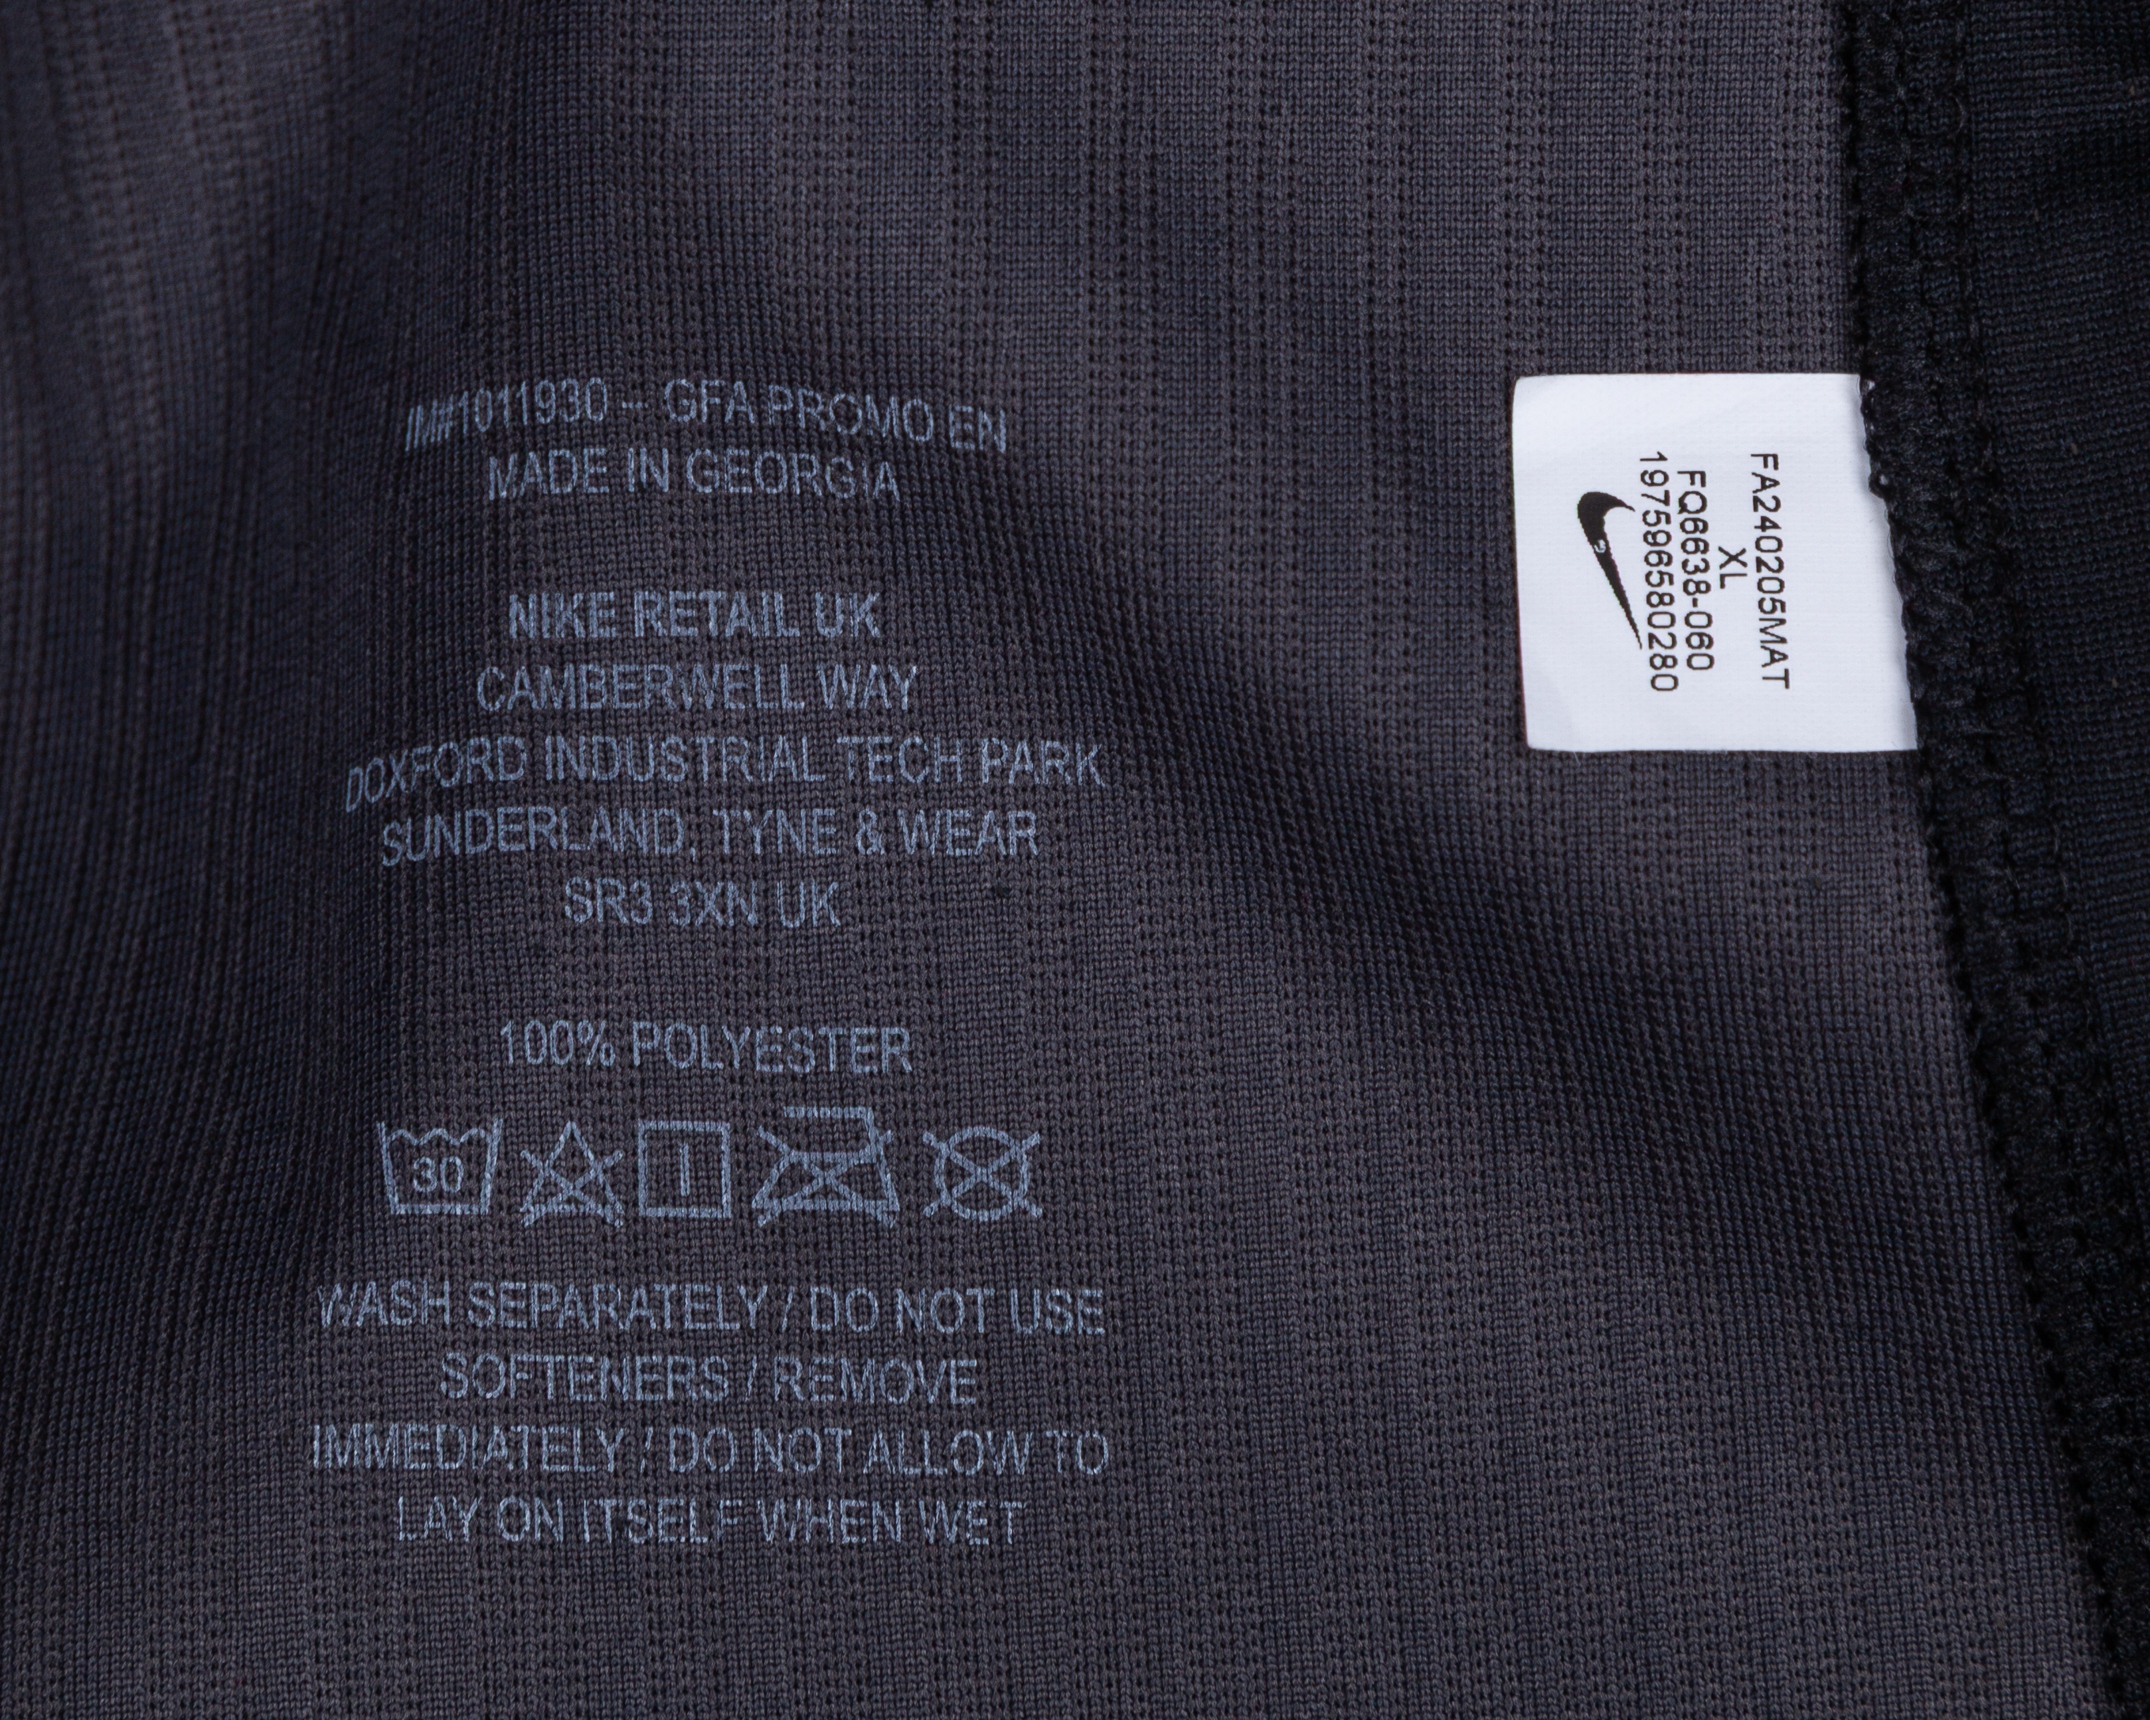 IM#1011930 – GFA PROMO EN
MADE IN GEORGIA
NIKE RETAIL UK
CAMBERWELL WAY
DOXFORD INDUSTRIAL TECH PARK
SUNDERLAND, TYNE & WEAR
SR3 3XN UK
100% POLYESTER
30
WASH SEPARATELY / DO NOT USE
SOFTENERS / REMOVE
IMMEDIATELY / DO NOT ALLOW TO
LAY ON ITSELF WHEN WET
FA240205MAT
XL
FQ6638-060
197596580280